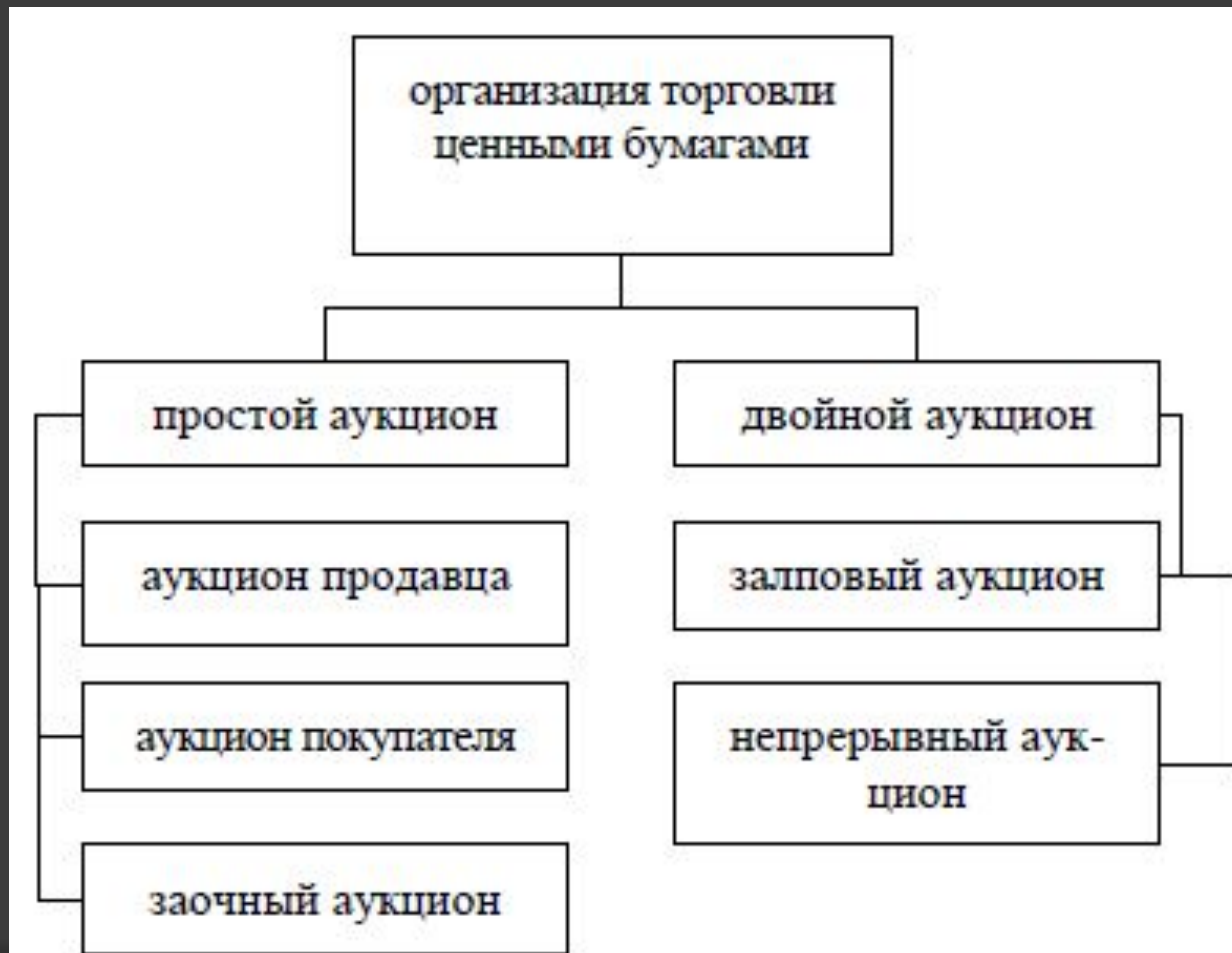 организация торговли
ценными бумагами
простой аукцион
аукцион продавца
аукцион покупателя
заочный аукцион
двойной аукцион
залповый аукцион
непрерывный аук-
цион